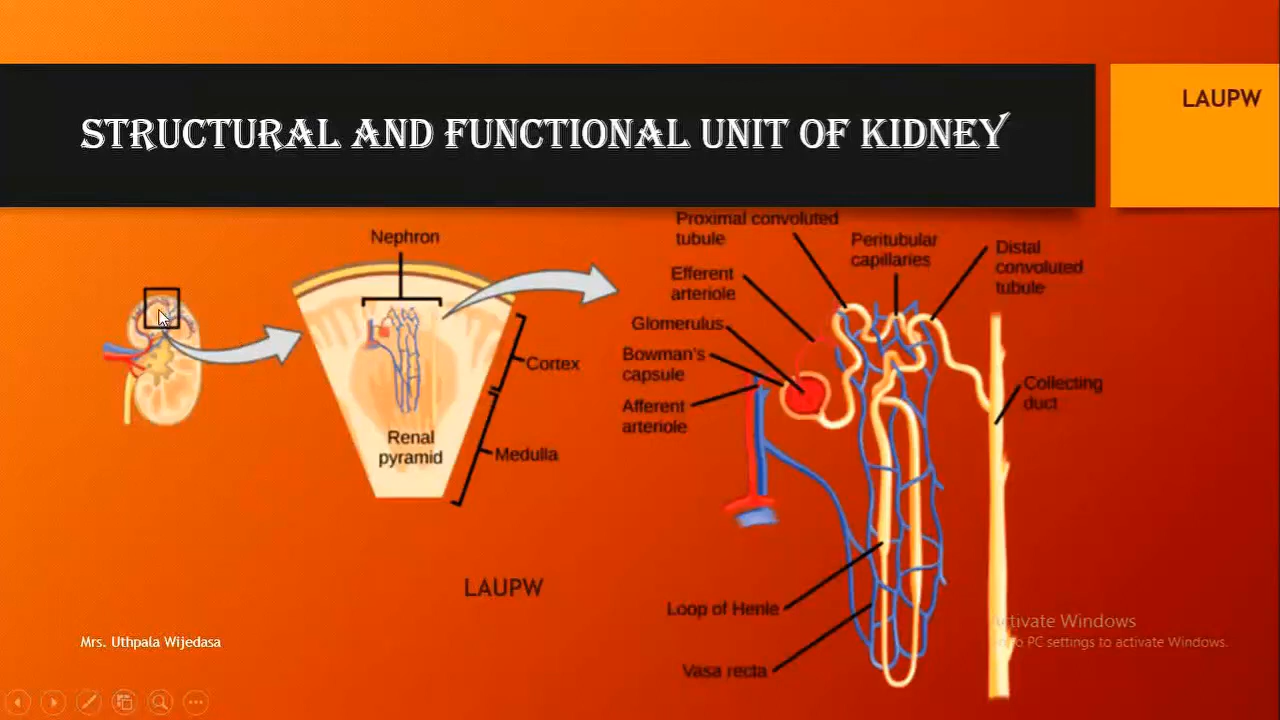 LAUPW
STRUCTURAL AND FUNCTIONAL UNIT OF KIDNEY
Nephron
Cortex
Renal
pyramid
Medulla
Proximal convoluted
tubule
Peritubular
capillaries
Distal
convoluted
tubule
Efferent
arteriole
Glomerulus
Bowman's
capsule
Afferent
arteriole
Collecting
duct
Loop of Henle
Vasa recta
LAUPW
Mrs. Uthpala Wijedasa
Activate Windows
to PC settings to activate Windows.